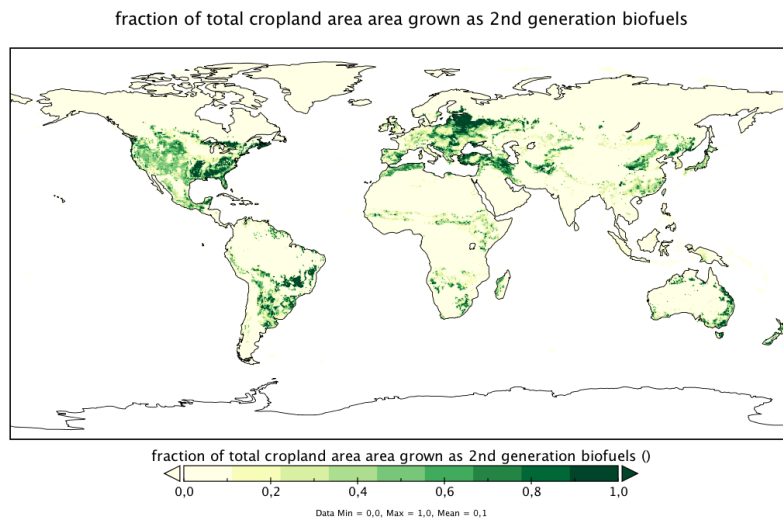 fraction of total cropland area area grown as 2nd generation biofuels
fraction of total cropland area area grown as 2nd generation biofuels ()
0,0 0,2 0,4 0,6 0,8 1,0
Data Min = 0,0, Max = 1,0, Mean = 0,1